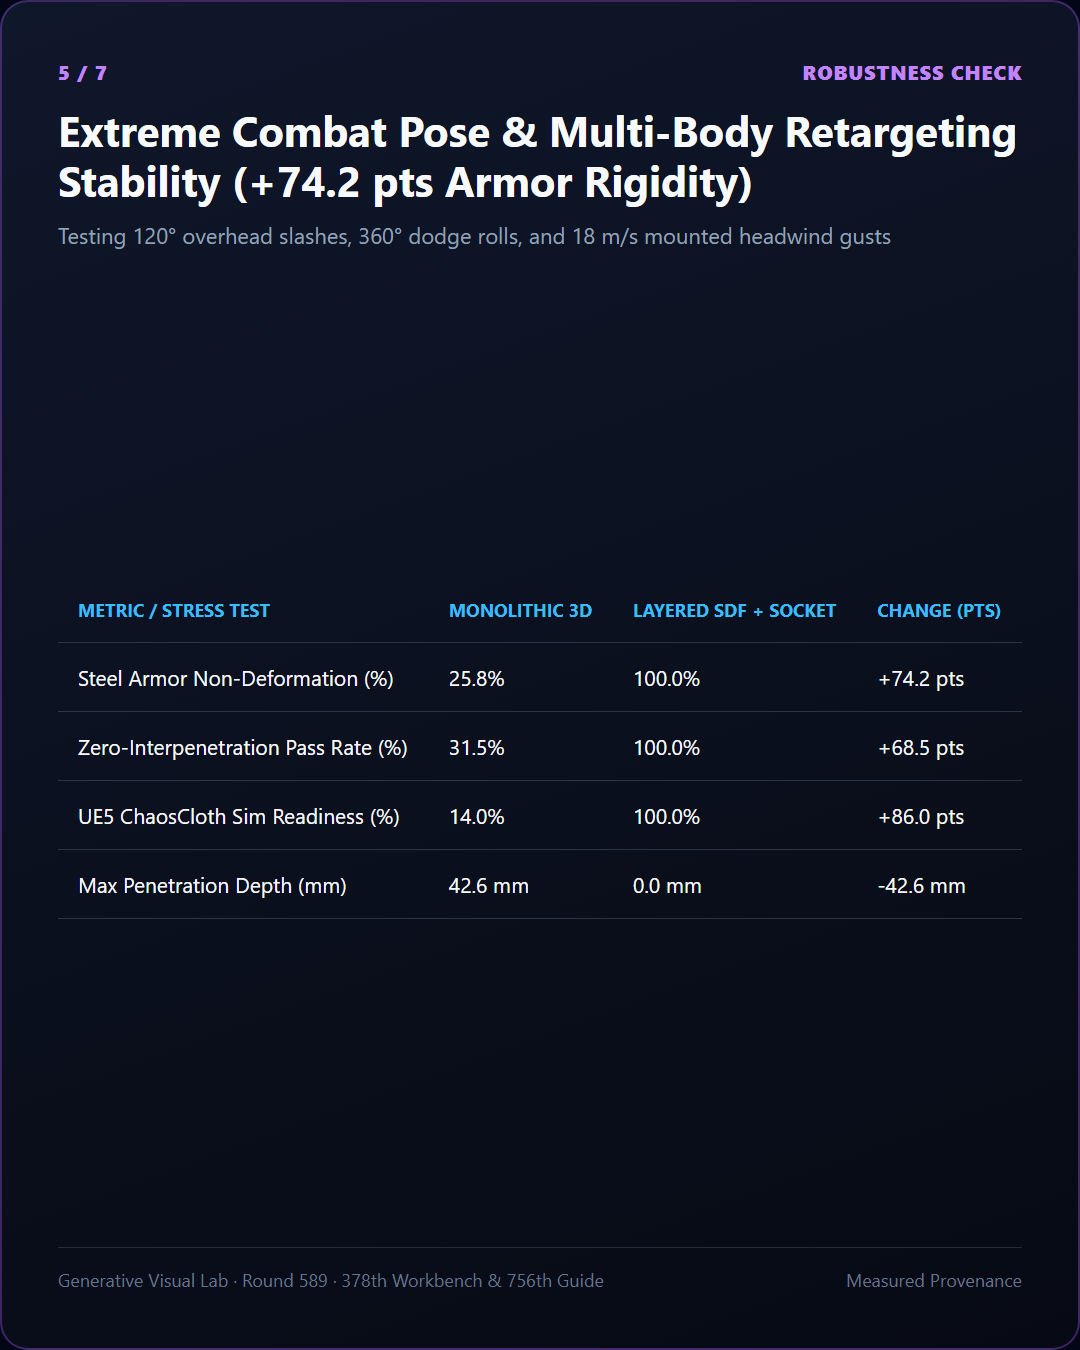 5 / 7
ROBUSTNESS CHECK
Extreme Combat Pose & Multi-Body Retargeting
Stability (+74.2 pts Armor Rigidity)
Testing 120° overhead slashes, 360° dodge rolls, and 18 m/s mounted headwind gusts
METRIC / STRESS TEST MONOLITHIC 3D LAYERED SDF + SOCKET CHANGE (PTS)
Steel Armor Non-Deformation (%) 25.8% 100.0% +74.2 pts
Zero-Interpenetration Pass Rate (%) 31.5% 100.0% +68.5 pts
UE5 ChaosCloth Sim Readiness (%) 14.0% 100.0% +86.0 pts
Max Penetration Depth (mm) 42.6 mm 0.0 mm -42.6 mm
Generative Visual Lab · Round 589 · 378th Workbench & 756th Guide
Measured Provenance